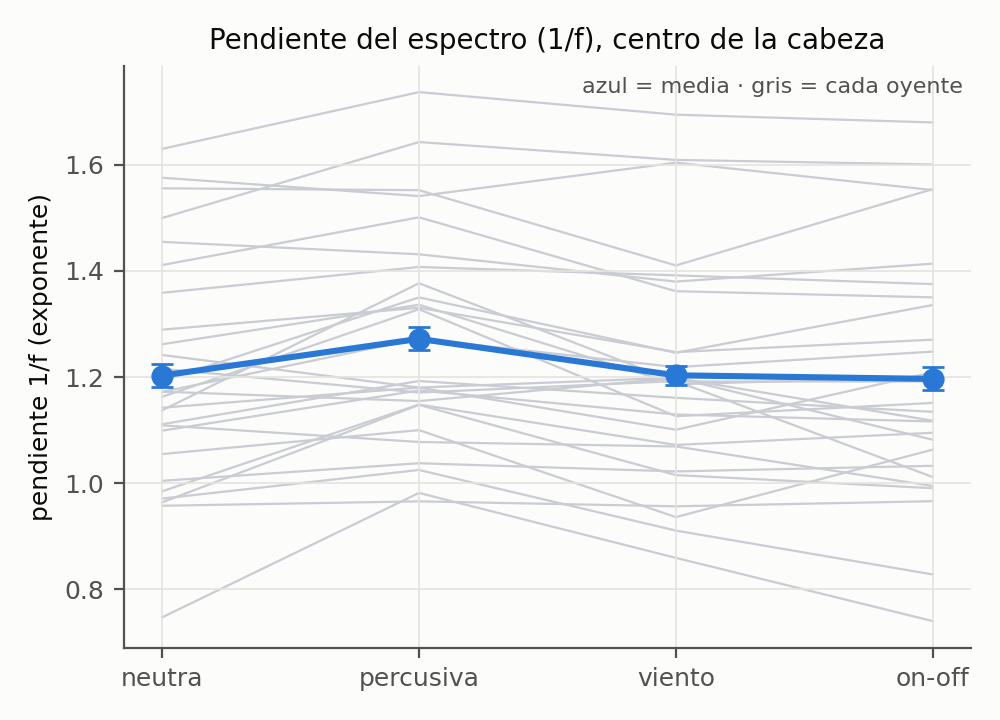 Pendiente del espectro (1/f), centro de la cabeza
azul = media · gris = cada oyente
pendiente 1/f (exponente)
1.6
1.4
1.2
1.0
0.8
neutra
percusiva
viento
on-off